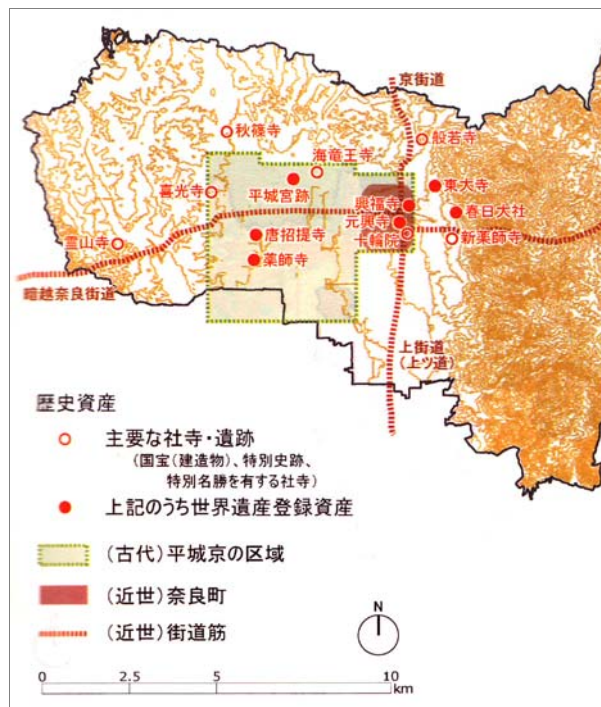 京街道
秋篠寺
般若寺
海竜王寺
東大寺
喜光寺
平城宮跡
興福寺
春日大社
元興寺
唐招提寺
十輪院
新薬師寺
霊山寺
薬師寺
暗越奈良街道
上街道
(上ツ道)
歴史資産
主要な社寺・遺跡
(国宝(建造物)、特別史跡、
特別名勝を有する社寺)
上記のうち世界遺産登録資産
(古代)平城京の区域
(近世)奈良町
(近世)街道筋
N
0 2.5 5 10
km